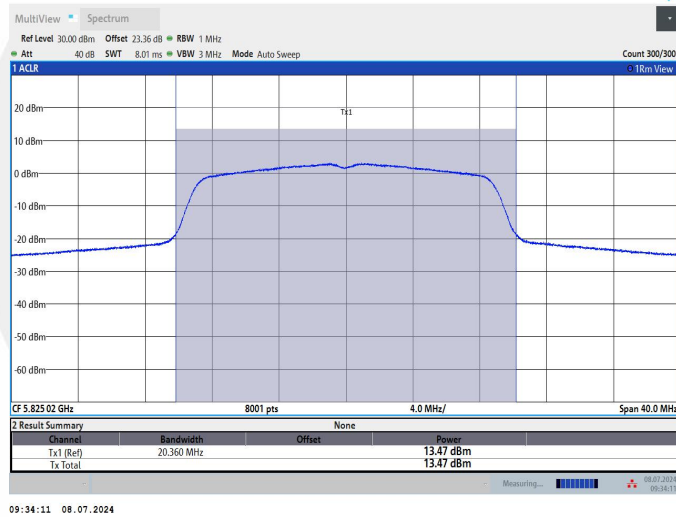 MultiView Spectrum
Ref Level 30.00 dBm Offset 23.36 dB RBW 1 MHz
Att 40 dB SWT 8.01 ms VBW 3 MHz Mode Auto Sweep Count 300/300
1 ACLR 1Rm View
Tx1
20 dBm
10 dBm
0 dBm
-10 dBm
-20 dBm
-30 dBm
-40 dBm
-50 dBm
-60 dBm
CF 5.825 02 GHz 8001 pts 4.0 MHz/ Span 40.0 MHz
2 Result Summary None
Channel Bandwidth Offset Power
Tx1 (Ref) 20.360 MHz 13.47 dBm
Tx Total 13.47 dBm
Measuring... 08.07.2024
09:34:11
09:34:11 08.07.2024